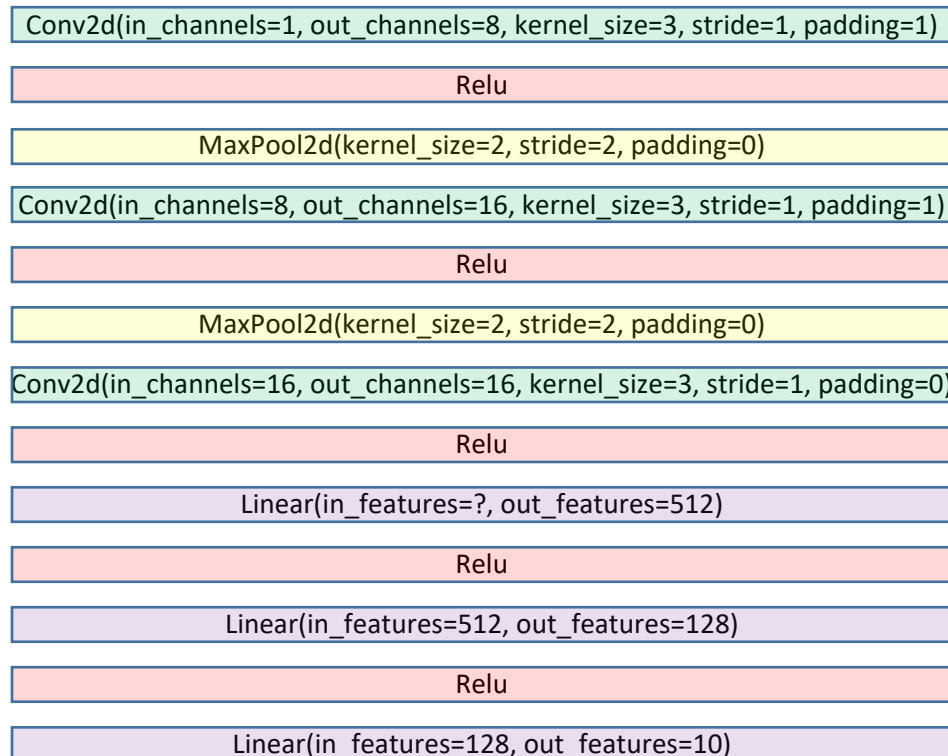 Conv2d(in_channels=1, out_channels=8, kernel_size=3, stride=1, padding=1)
Relu
MaxPool2d(kernel_size=2, stride=2, padding=0)
Conv2d(in_channels=8, out_channels=16, kernel_size=3, stride=1, padding=1)
Relu
MaxPool2d(kernel_size=2, stride=2, padding=0)
Conv2d(in_channels=16, out_channels=16, kernel_size=3, stride=1, padding=0)
Relu
Linear(in_features=?, out_features=512)
Relu
Linear(in_features=512, out_features=128)
Relu
Linear(in_features=128, out_features=10)